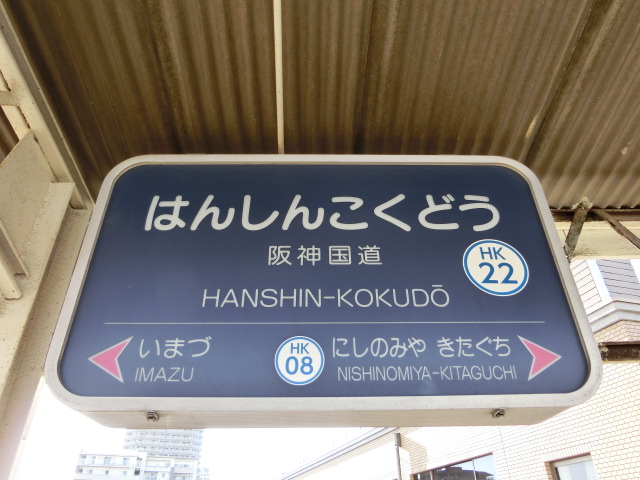 はんしんこくどう
阪神国道
HK
22
HANSHIN-KOKUDŌ
いまづ
IMAZU
HK
08
にしのみや きたぐち
NISHINOMIYA-KITAGUCHI